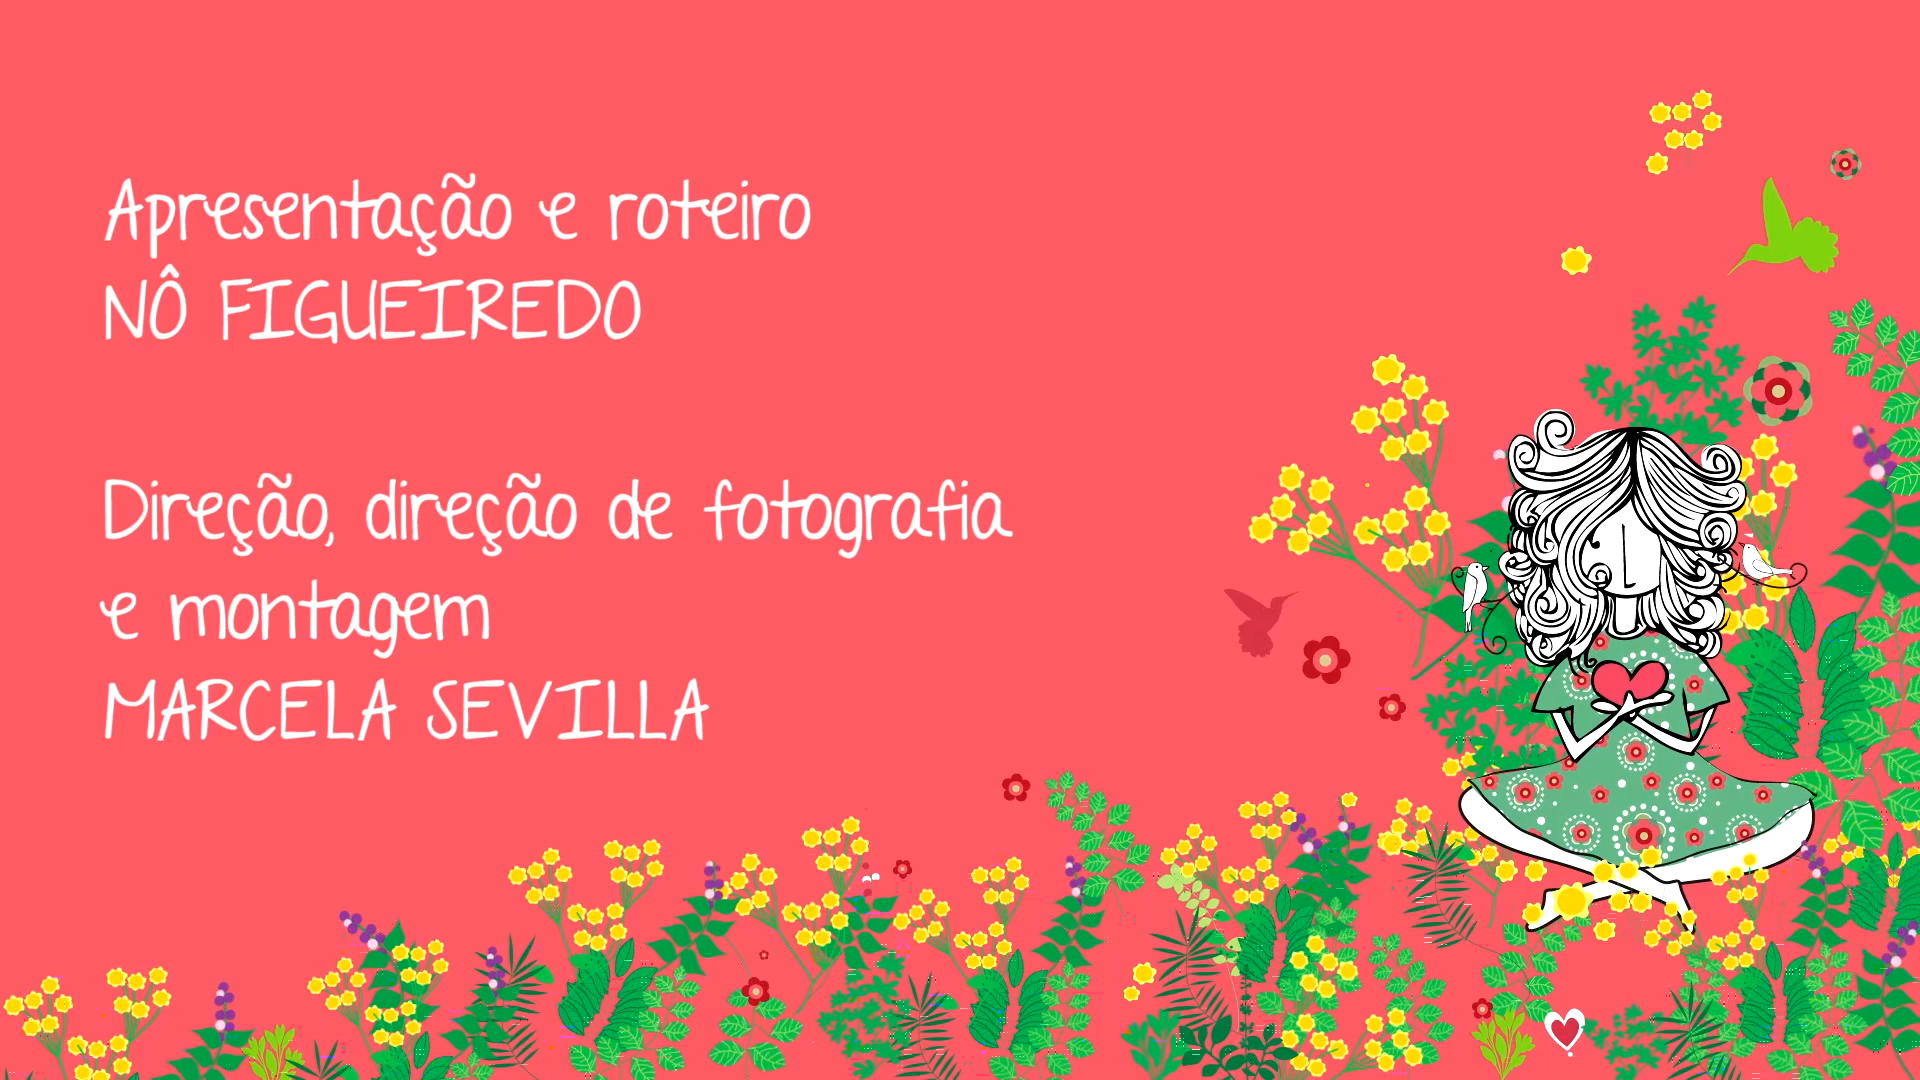 Apresentação e roteiro
NÔ FIGUEIREDO
Direção, direção de fotografia
e montagem
MARCELA SEVILLA